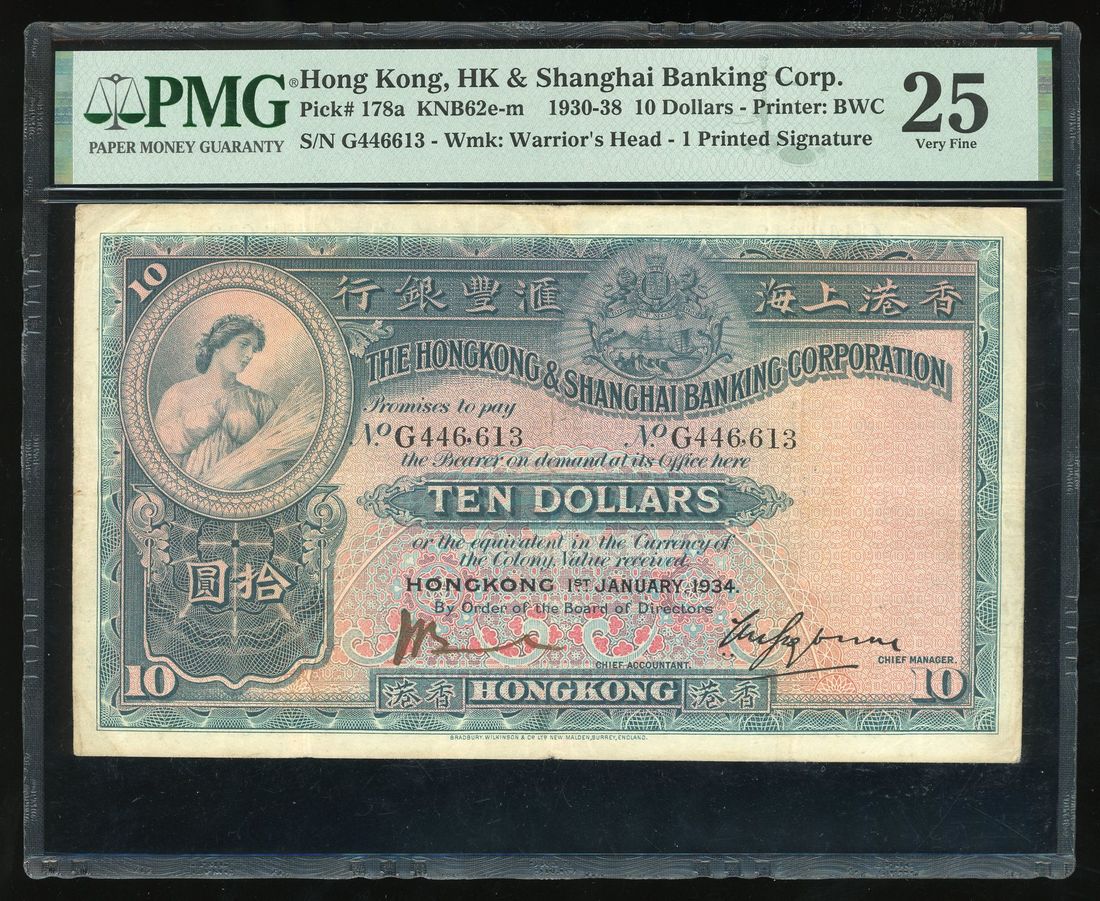 PMG®
PAPER MONEY GUARANTY
Hong Kong, HK & Shanghai Banking Corp.
Pick# 178a KNB62e-m 1930-38 10 Dollars - Printer: BWC
S/N G446613 - Wmk: Warrior's Head - 1 Printed Signature
25
Very Fine
10
行銀豐滙 海上港香
THE HONGKONG & SHANGHAI BANKING CORPORATION
Promises to pay
No G446,613 No G446,613
the Bearer on demand at its Office here
TEN DOLLARS
or the equivalent in the Currency of
the Colony, Value received.
HONGKONG 1ST JANUARY, 1934.
By Order of the Board of Directors
圓拾
CHIEF ACCOUNTANT.
CHIEF MANAGER.
10 港香 HONGKONG 港香 10
BRADBURY, WILKINSON & CO LTD NEW MALDEN, SURREY, ENGLAND.